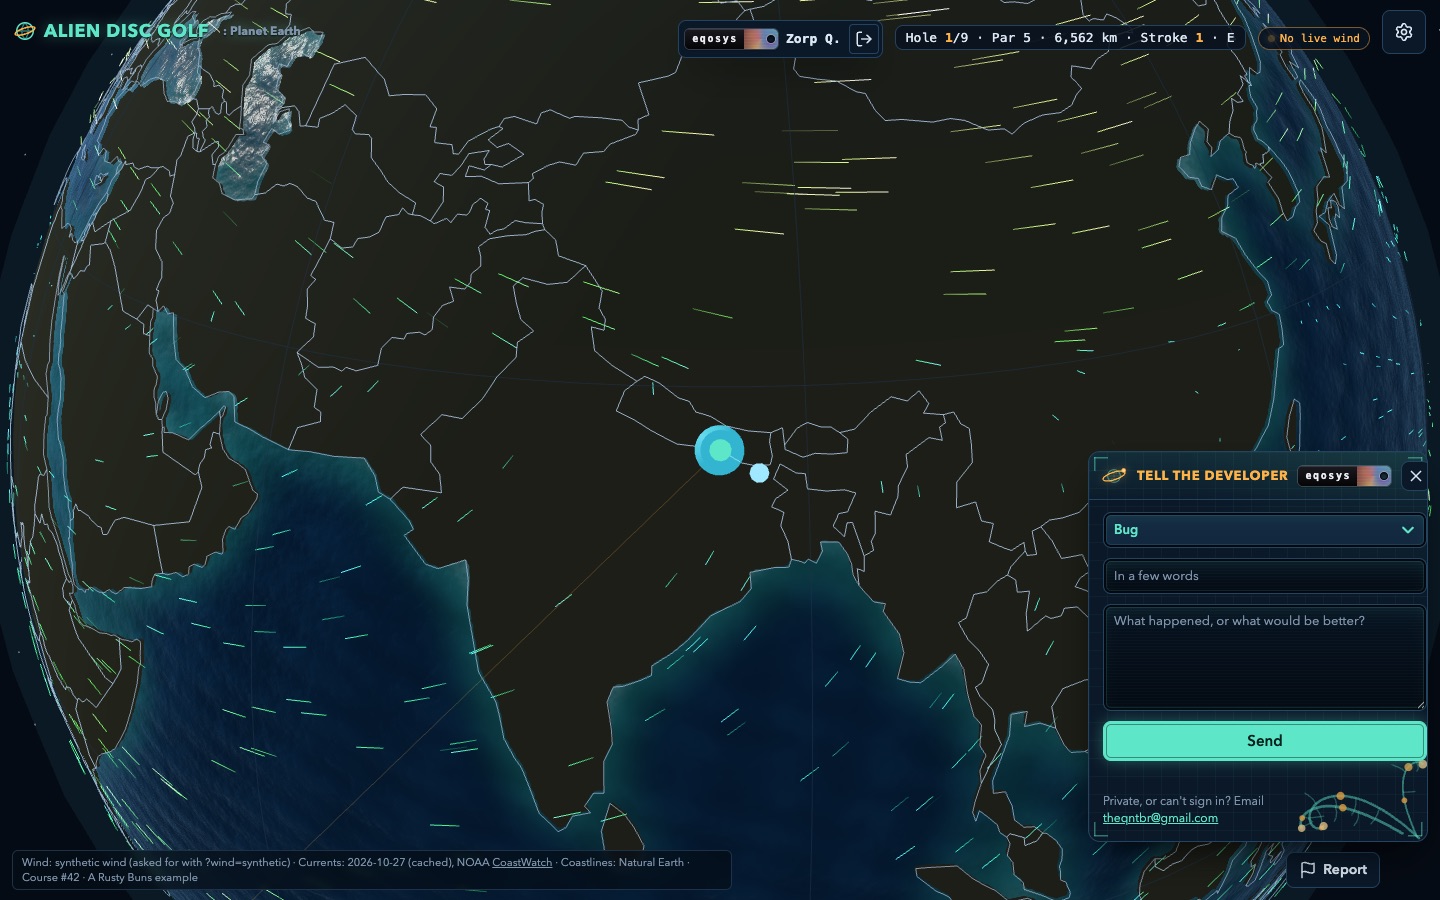 ALIEN DISC GOLF : Planet Earth
eqosys Zorp Q.
Hole 1/9 · Par 5 · 6,562 km · Stroke 1 · E
No live wind
TELL THE DEVELOPER eqosys
Bug
In a few words
What happened, or what would be better?
Send
Private, or can't sign in? Email
theqntbr@gmail.com
Wind: synthetic wind (asked for with ?wind=synthetic) · Currents: 2026-10-27 (cached), NOAA CoastWatch · Coastlines: Natural Earth ·
Course #42 · A Rusty Buns example
Report